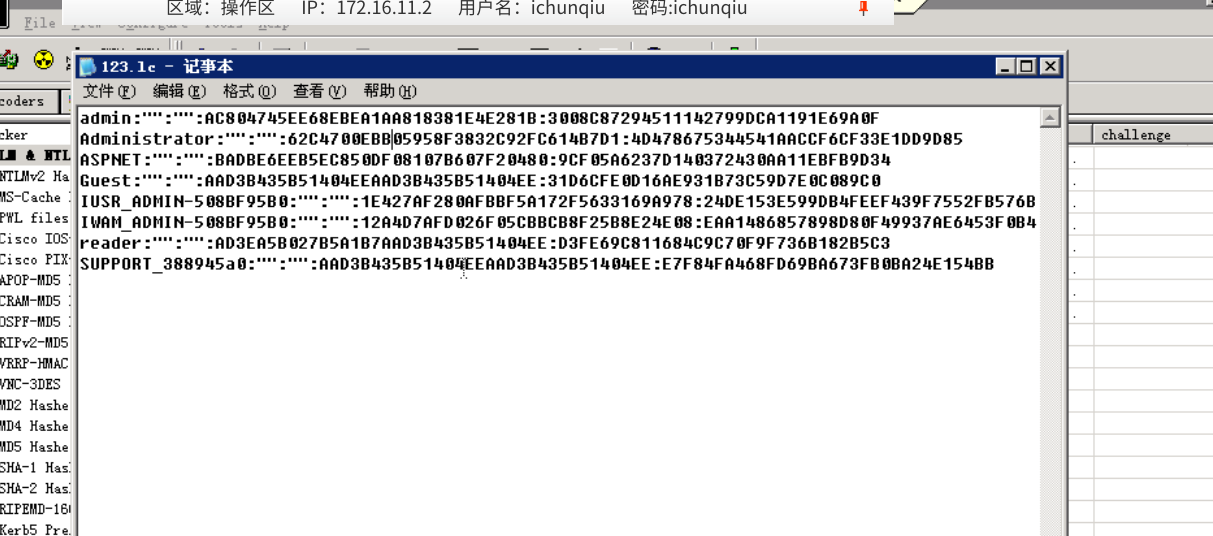 区域：操作区 IP：172.16.11.2 用户名：ichunqiu 密码:ichunqiu
File View Configure Tools Help
123.lc - 记事本
文件(F) 编辑(E) 格式(O) 查看(V) 帮助(H)
admin:"":"":AC804745EE68EBEA1AA818381E4E281B:3008C87294511142799DCA1191E69A0F
Administrator:"":"":62C4700EBB05958F3832C92FC614B7D1:4D478675344541AACCF6CF33E1DD9D85
ASPNET:"":"":BADBE6EEB5EC850DF08107B607F20480:9CF05A6237D140372430AA11EBFB9D34
Guest:"":"":AAD3B435B51404EEAAD3B435B51404EE:31D6CFE0D16AE931B73C59D7E0C089C0
IUSR_ADMIN-508BF95B0:"":"":1E427AF280AFBBF5A172F5633169A978:24DE153E599DB4FEEF439F7552FB576B
IWAM_ADMIN-508BF95B0:"":"":12A4D7AFD026F05CBBCB8F25B8E24E08:EAA1486857898D80F49937AE6453F0B4
reader:"":"":AD3EA5B027B5A1B7AAD3B435B51404EE:D3FE69C811684C9C70F9F736B182B5C3
SUPPORT_388945a0:"":"":AAD3B435B51404EEAAD3B435B51404EE:E7F84FA468FD69BA673FB0BA24E154BB
coders
cker
LM & NTL
NTLMv2 Ha
MS-Cache
PWL files
Cisco IOS
Cisco PIX
APOP-MD5
CRAM-MD5
OSPF-MD5
RIPv2-MD5
VRRP-HMAC
VNC-3DES
MD2 Hashe
MD4 Hashe
MD5 Hashe
SHA-1 Has
SHA-2 Has
RIPEMD-16
Kerb5 Pre
challenge